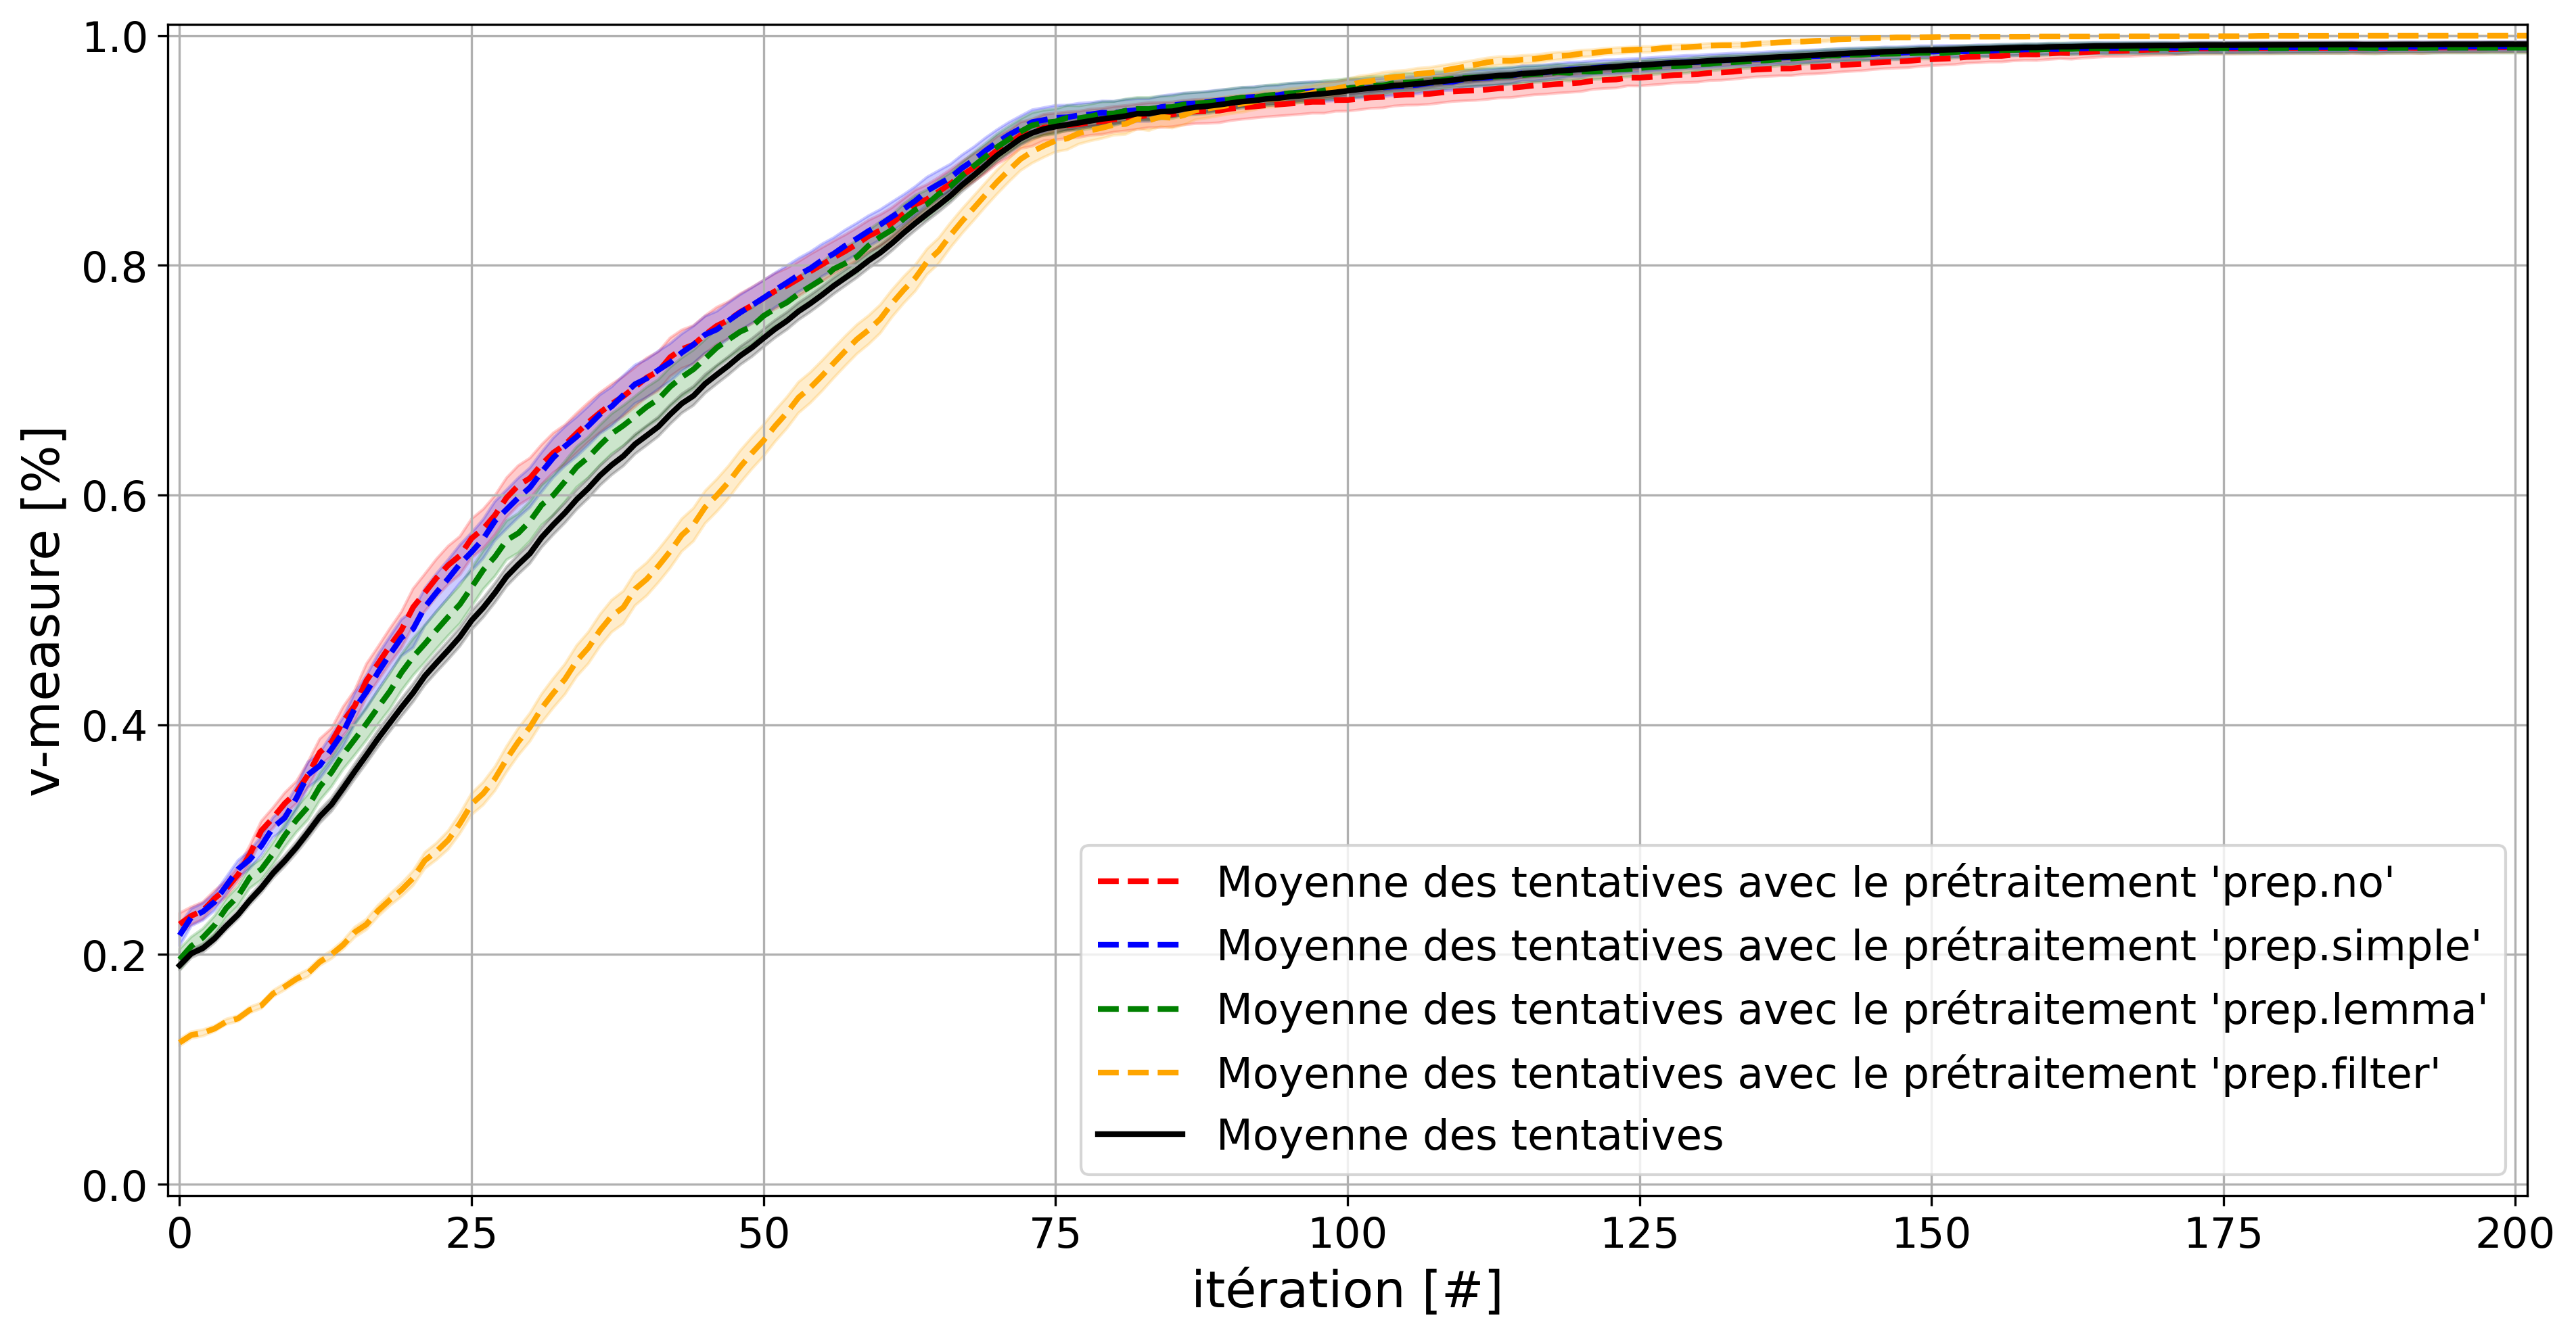 1.0
0.8
0.6
0.4
0.2
0.0
v-measure [%]
0 25 50 75 100 125 150 175 200
itération [#]
Moyenne des tentatives avec le prétraitement 'prep.no'
Moyenne des tentatives avec le prétraitement 'prep.simple'
Moyenne des tentatives avec le prétraitement 'prep.lemma'
Moyenne des tentatives avec le prétraitement 'prep.filter'
Moyenne des tentatives